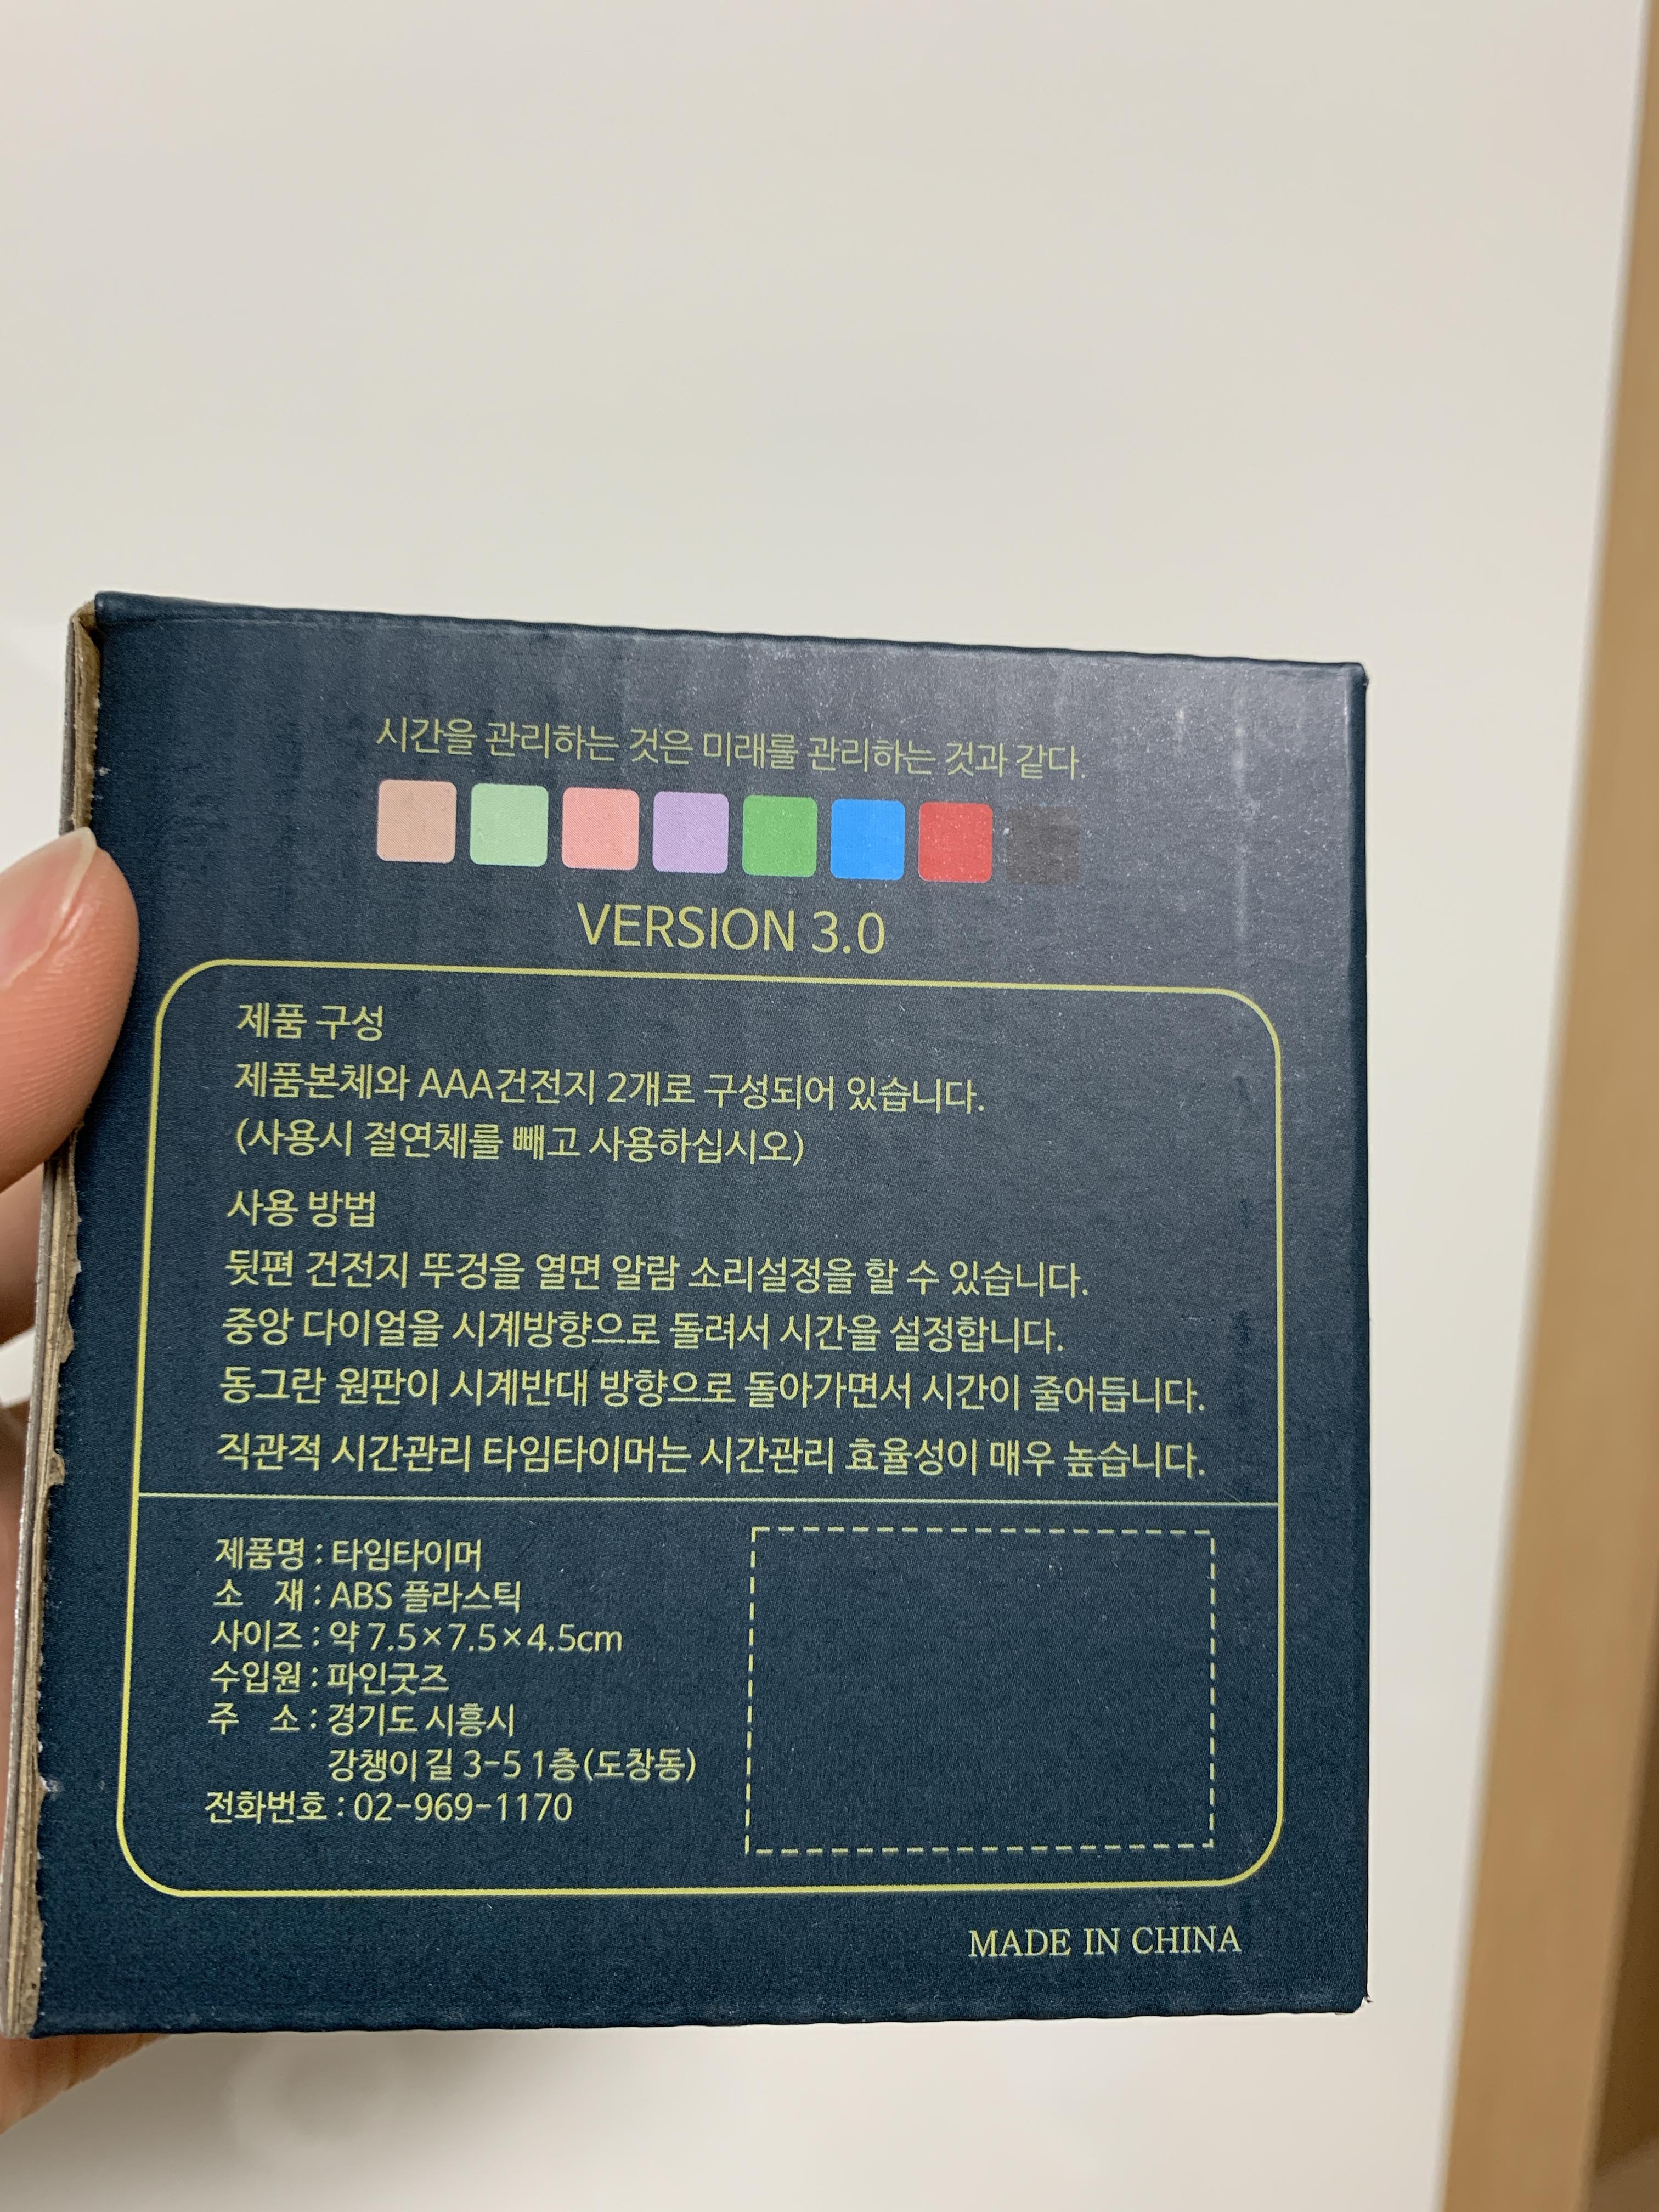 시간을 관리하는 것은 미래를 관리하는 것과 같다.
VERSION 3.0
제품 구성
제품본체와 AAA건전지 2개로 구성되어 있습니다.
(사용시 절연체를 빼고 사용하십시오)
사용 방법
뒷편 건전지 뚜겅을 열면 알람 소리설정을 할 수 있습니다.
중앙 다이얼을 시계방향으로 돌려서 시간을 설정합니다.
동그란 원판이 시계반대 방향으로 돌아가면서 시간이 줄어듭니다.
직관적 시간관리 타임타이머는 시간관리 효율성이 매우 높습니다.
제품명 : 타임타이머
소 재 : ABS 플라스틱
사이즈 : 약 7.5×7.5×4.5cm
수입원 : 파인굿즈
주 소 : 경기도 시흥시
강챙이길 3-5 1층(도창동)
전화번호 : 02-969-1170
MADE IN CHINA